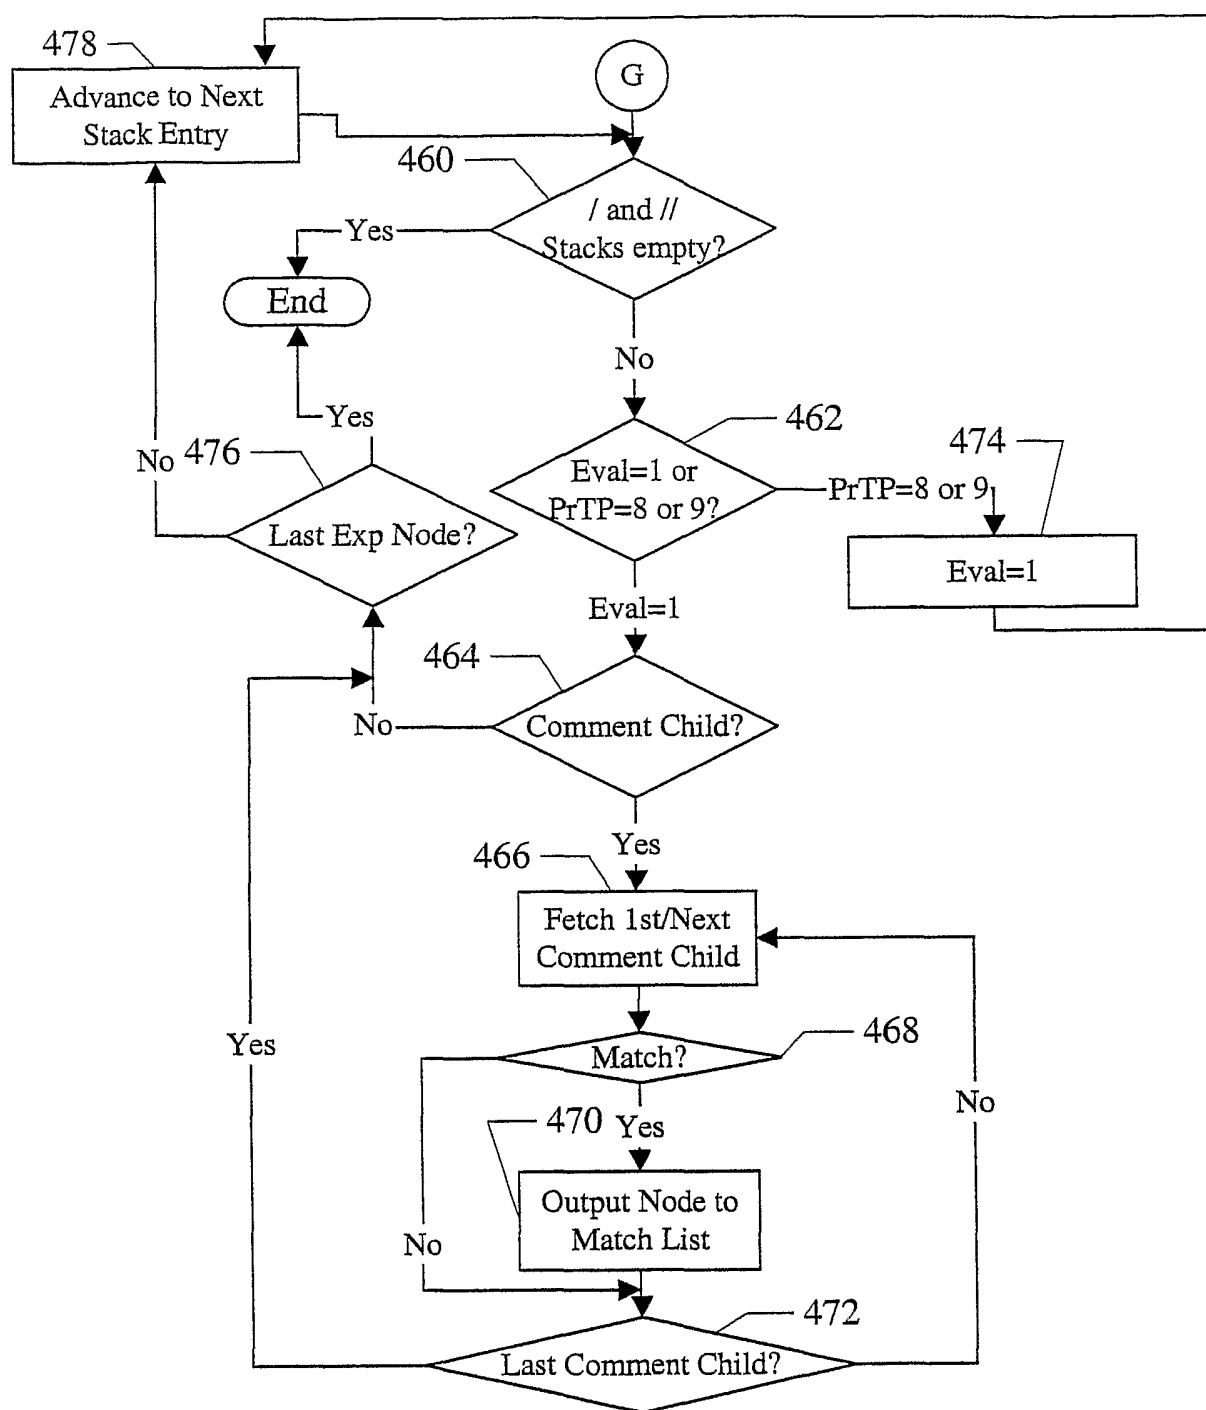 478
G
Advance to Next
Stack Entry
460
/ and //
Stacks empty?
Yes
End
No
Yes
462
474
No
476
Eval=1 or
PrTP=8 or 9?
PrTP=8 or 9
Last Exp Node?
Eval=1
Eval=1
464
No
Comment Child?
Yes
466
Fetch 1st/Next
Comment Child
468
Yes
Match?
No
470
Yes
Output Node to
Match List
No
472
Last Comment Child?